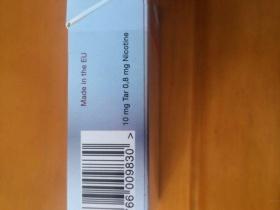 Made in the EU
10 mg Tar 0,8 mg Nicotine
66 009830 >